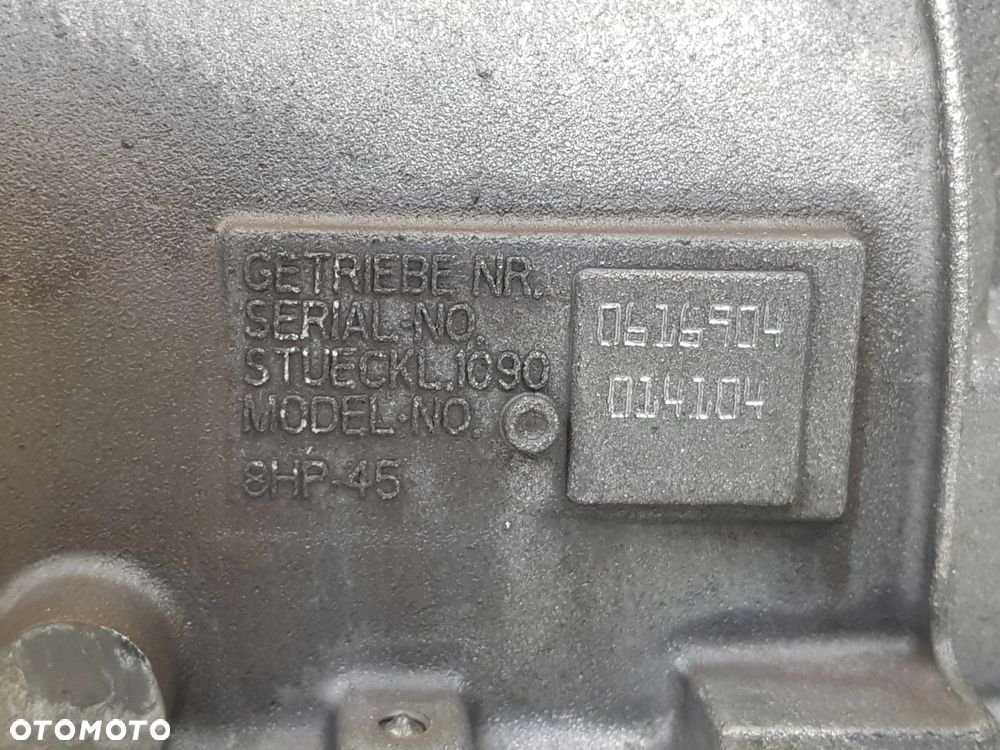 GETRIEBE NR.
SERIAL-NO.
0616904
STUECKL.1090
014104
MODEL-NO.
8HP-45
OTOMOTO